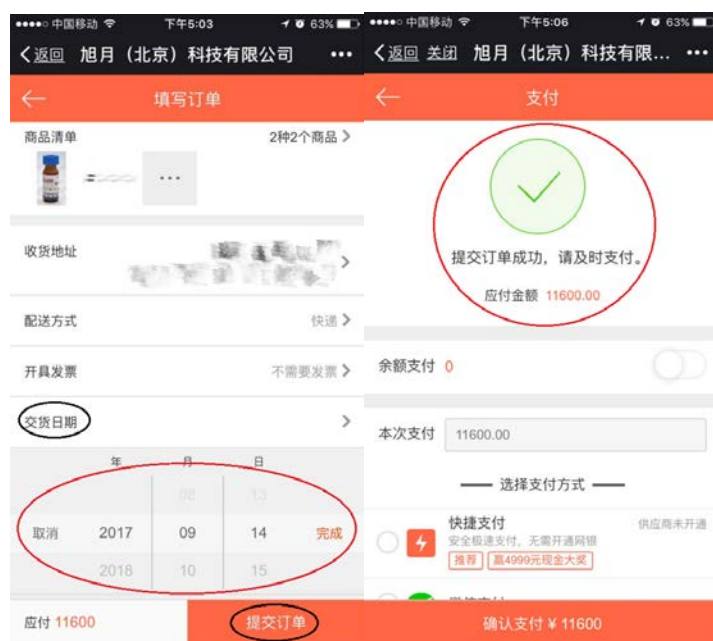 中国移动 下午5:03 63%
返回 旭月（北京）科技有限公司
填写订单
商品清单 2种2个商品
收货地址
配送方式 快递
开具发票 不需要发票
交货日期
年 月 日
08 13
取消 2017 09 14 完成
2018 10 15
应付 11600 提交订单
中国移动 下午5:06 63%
返回 关闭 旭月（北京）科技有限...
支付
提交订单成功，请及时支付。
应付金额 11600.00
余额支付 0
本次支付 11600.00
选择支付方式
快捷支付 供应商未开通
安全极速支付，无需开通网银
推荐 赢4999元现金大奖
确认支付 ¥ 11600